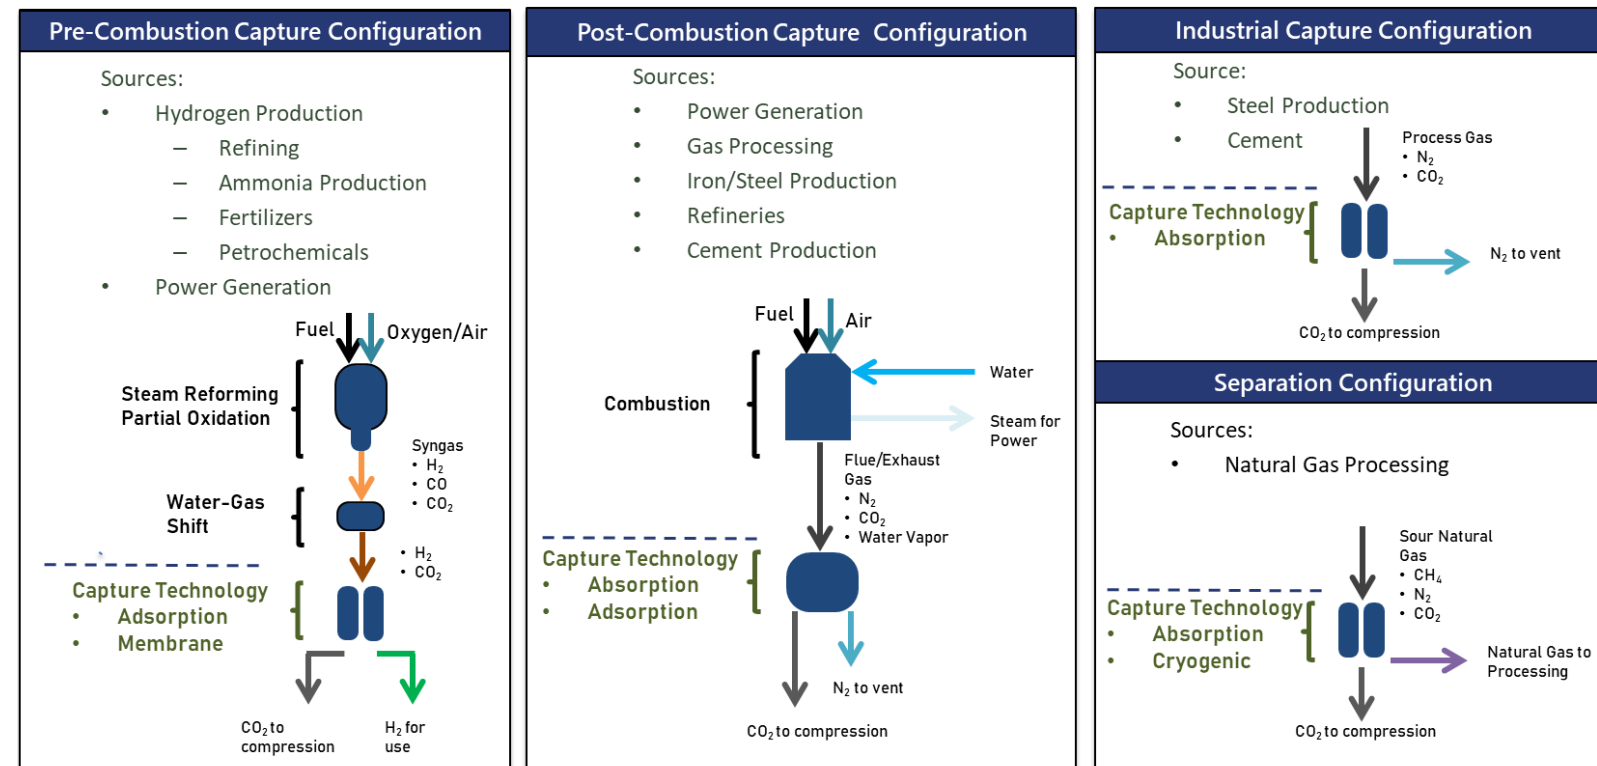 Pre-Combustion Capture Configuration
Sources:
• Hydrogen Production
– Refining
– Ammonia Production
– Fertilizers
– Petrochemicals
• Power Generation
Fuel
Oxygen/Air
Steam Reforming
Partial Oxidation
Syngas
• H₂
• CO
• CO₂
Water-Gas
Shift
• H₂
• CO₂
Capture Technology
• Adsorption
• Membrane
CO₂ to
compression
H₂ for
use
Post-Combustion Capture Configuration
Sources:
• Power Generation
• Gas Processing
• Iron/Steel Production
• Refineries
• Cement Production
Fuel
Air
Water
Combustion
Steam for
Power
Flue/Exhaust
Gas
• N₂
• CO₂
• Water Vapor
Capture Technology
• Absorption
• Adsorption
N₂ to vent
CO₂ to compression
Industrial Capture Configuration
Source:
• Steel Production
• Cement
Process Gas
• N₂
• CO₂
Capture Technology
• Absorption
N₂ to vent
CO₂ to compression
Separation Configuration
Sources:
• Natural Gas Processing
Sour Natural
Gas
• CH₄
• N₂
• CO₂
Capture Technology
• Absorption
• Cryogenic
Natural Gas to
Processing
CO₂ to compression